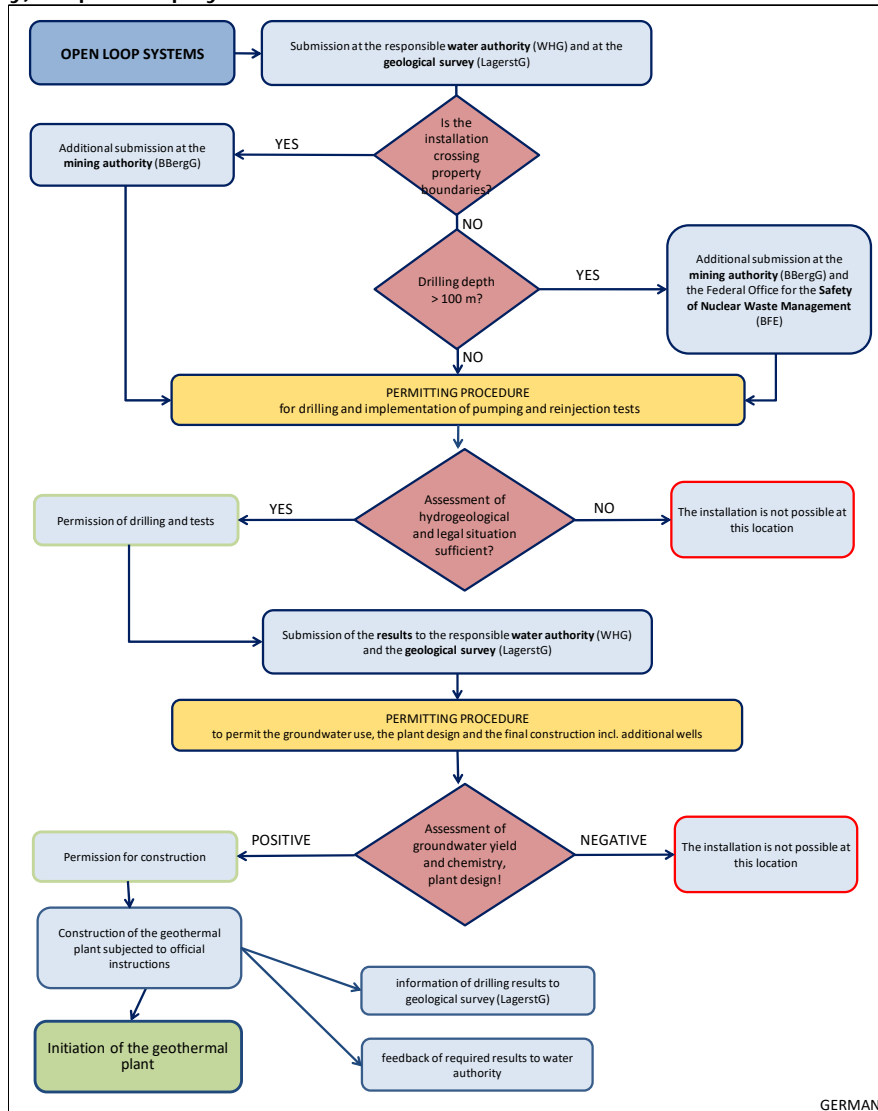 OPEN LOOP SYSTEMS
Submission at the responsible water authority (WHG) and at the
geological survey (LagerstG)
Is the
installation
crossing
property
boundaries?
YES
Additional submission at the
mining authority (BBergG)
NO
Drilling depth
> 100 m?
YES
Additional submission at the
mining authority (BBergG) and
the Federal Office for the Safety
of Nuclear Waste Management
(BFE)
NO
PERMITTING PROCEDURE
for drilling and implementation of pumping and reinjection tests
Assessment of
hydrogeological
and legal situation
sufficient?
YES
Permission of drilling and tests
NO
The installation is not possible at
this location
Submission of the results to the responsible water authority (WHG)
and the geological survey (LagerstG)
PERMITTING PROCEDURE
to permit the groundwater use, the plant design and the final construction incl. additional wells
Assessment of
groundwater yield
and chemistry,
plant design!
POSITIVE
Permission for construction
NEGATIVE
The installation is not possible at
this location
Construction of the geothermal
plant subjected to official
instructions
information of drilling results to
geological survey (LagerstG)
Initiation of the geothermal
plant
feedback of required results to water
authority
GERMAN